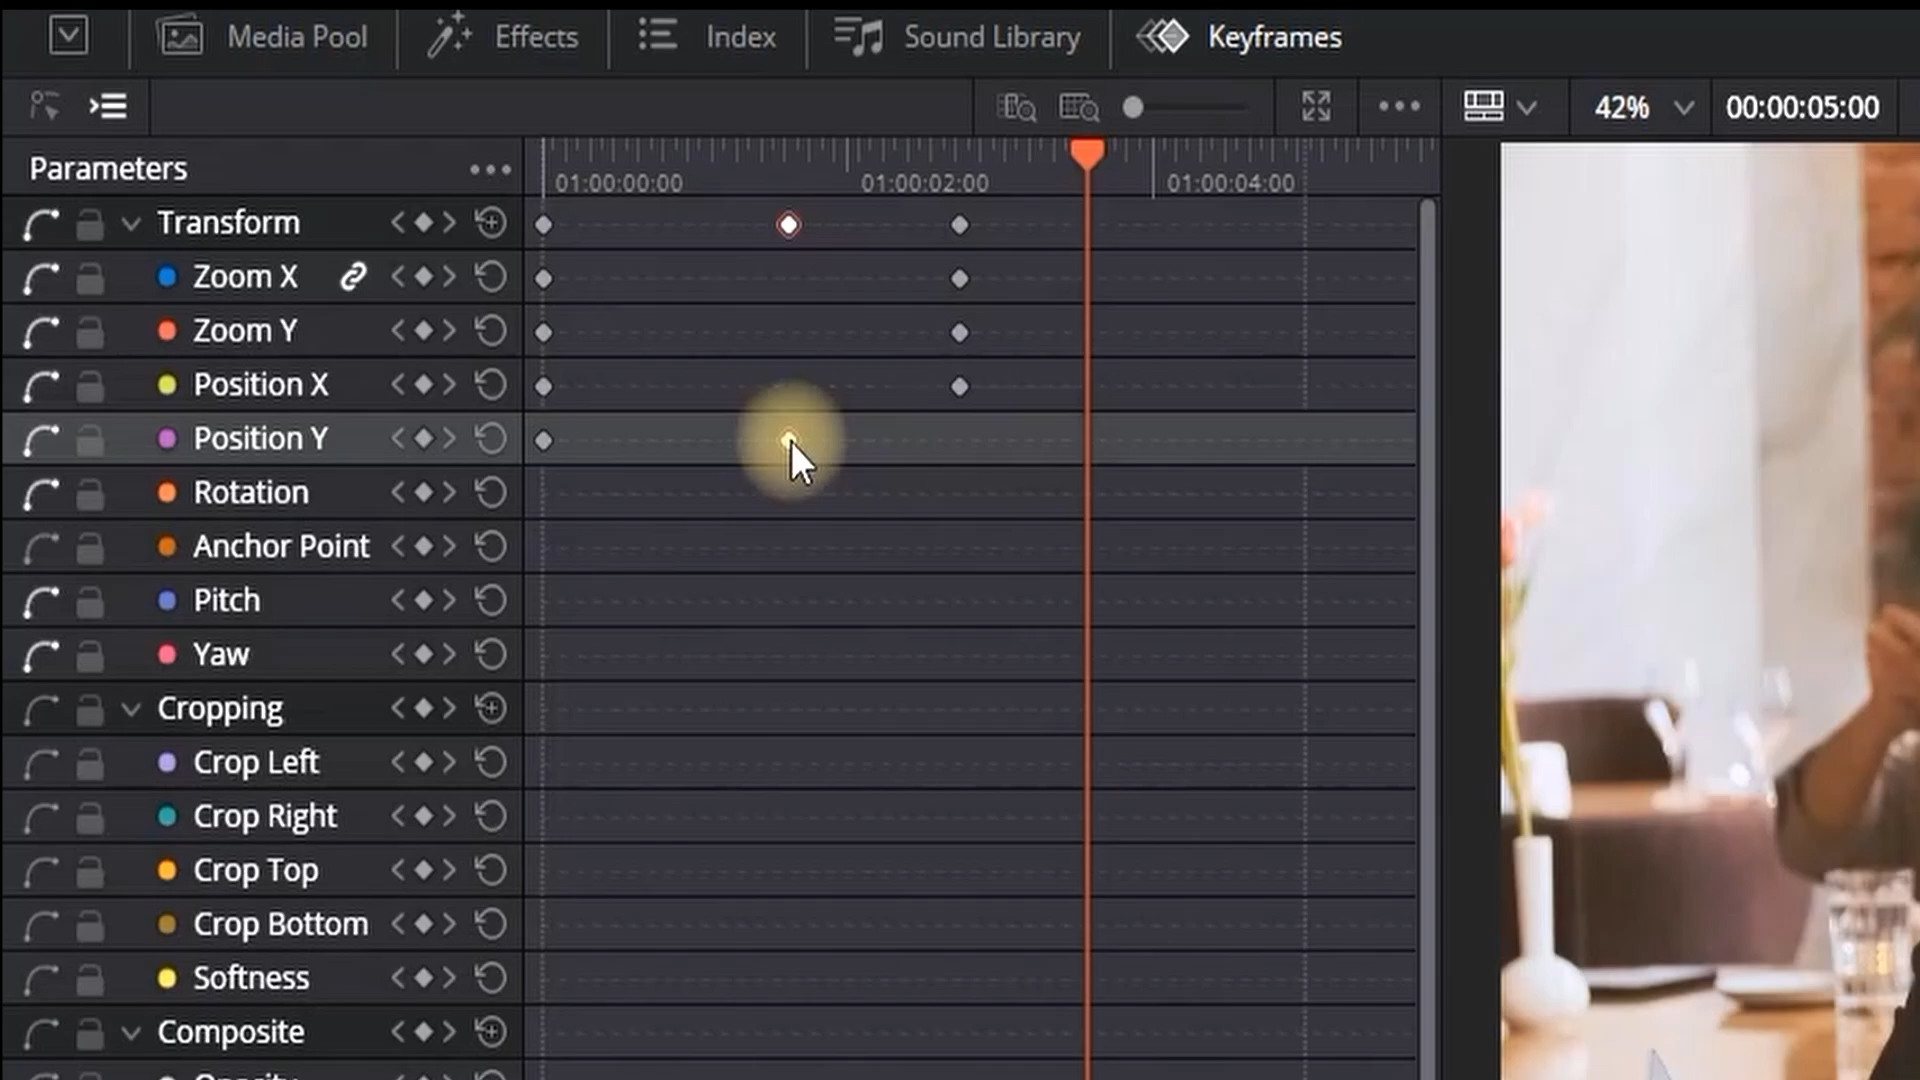 Media Pool
Effects
Index
Sound Library
Keyframes
42%
00:00:05:00
Parameters
01:00:00:00
01:00:02:00
01:00:04:00
Transform
Zoom X
Zoom Y
Position X
Position Y
Rotation
Anchor Point
Pitch
Yaw
Cropping
Crop Left
Crop Right
Crop Top
Crop Bottom
Softness
Composite